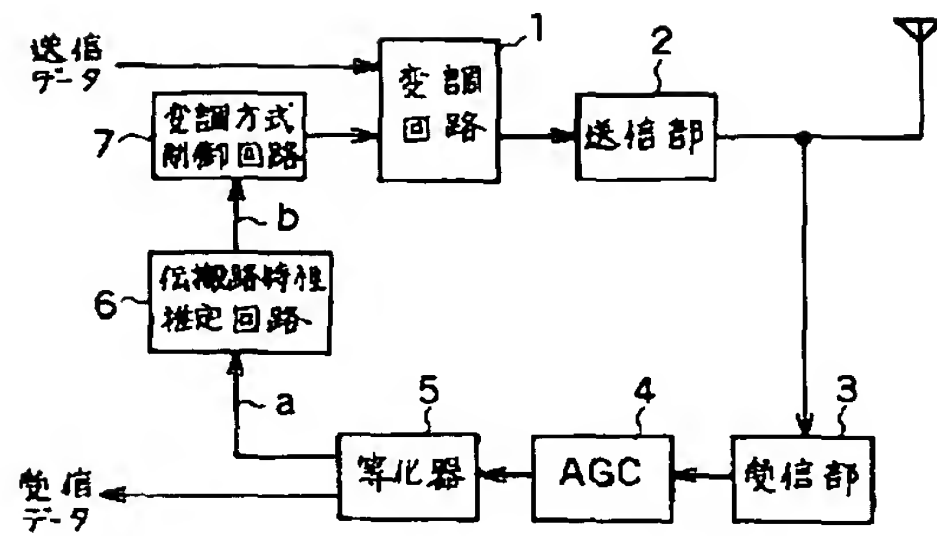 送信
データ
1
変調
回路
2
送信部
7
変調方式
制御回路
b
6
伝搬路特性
推定回路
a
5
等化器
4
AGC
3
受信部
受信
データ